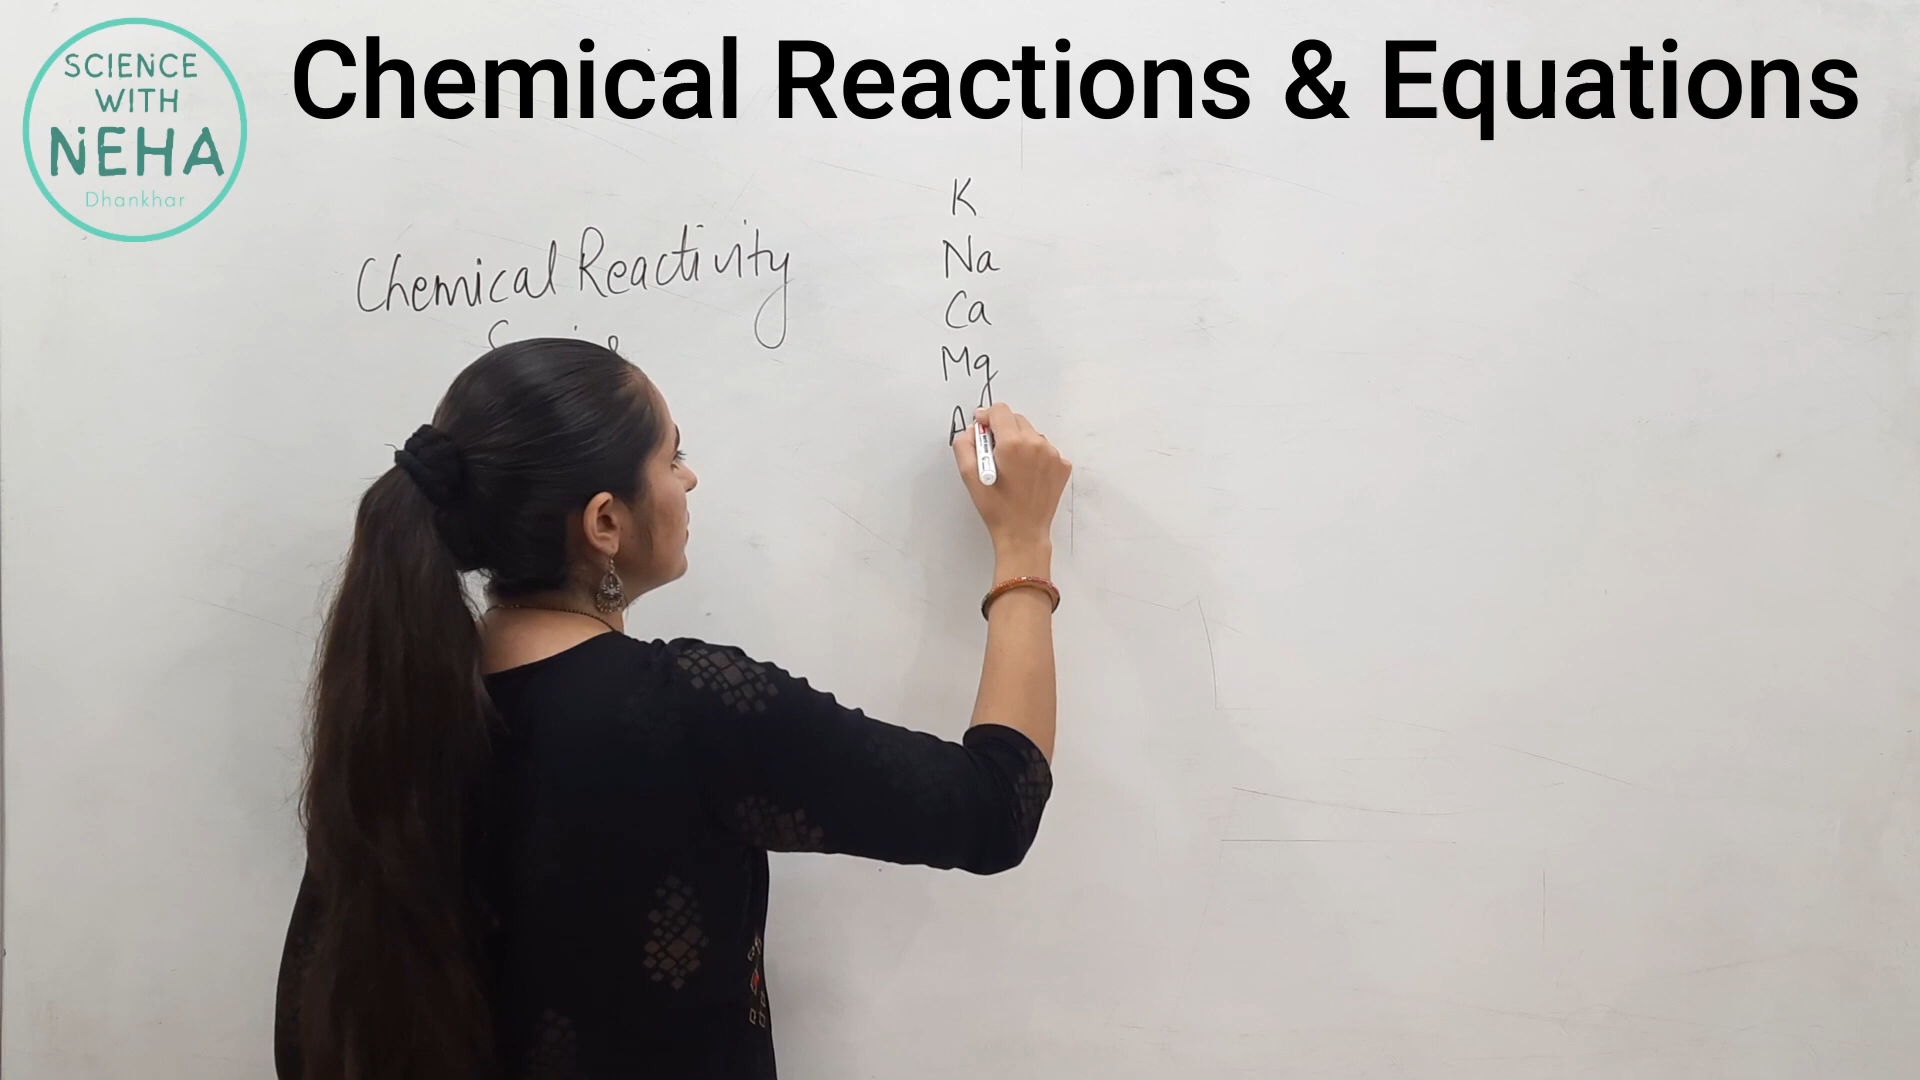 SCIENCE
WITH
NEHA
Dhankhar
Chemical Reactions & Equations
Chemical Reactivity
K
Na
Ca
Mg
A